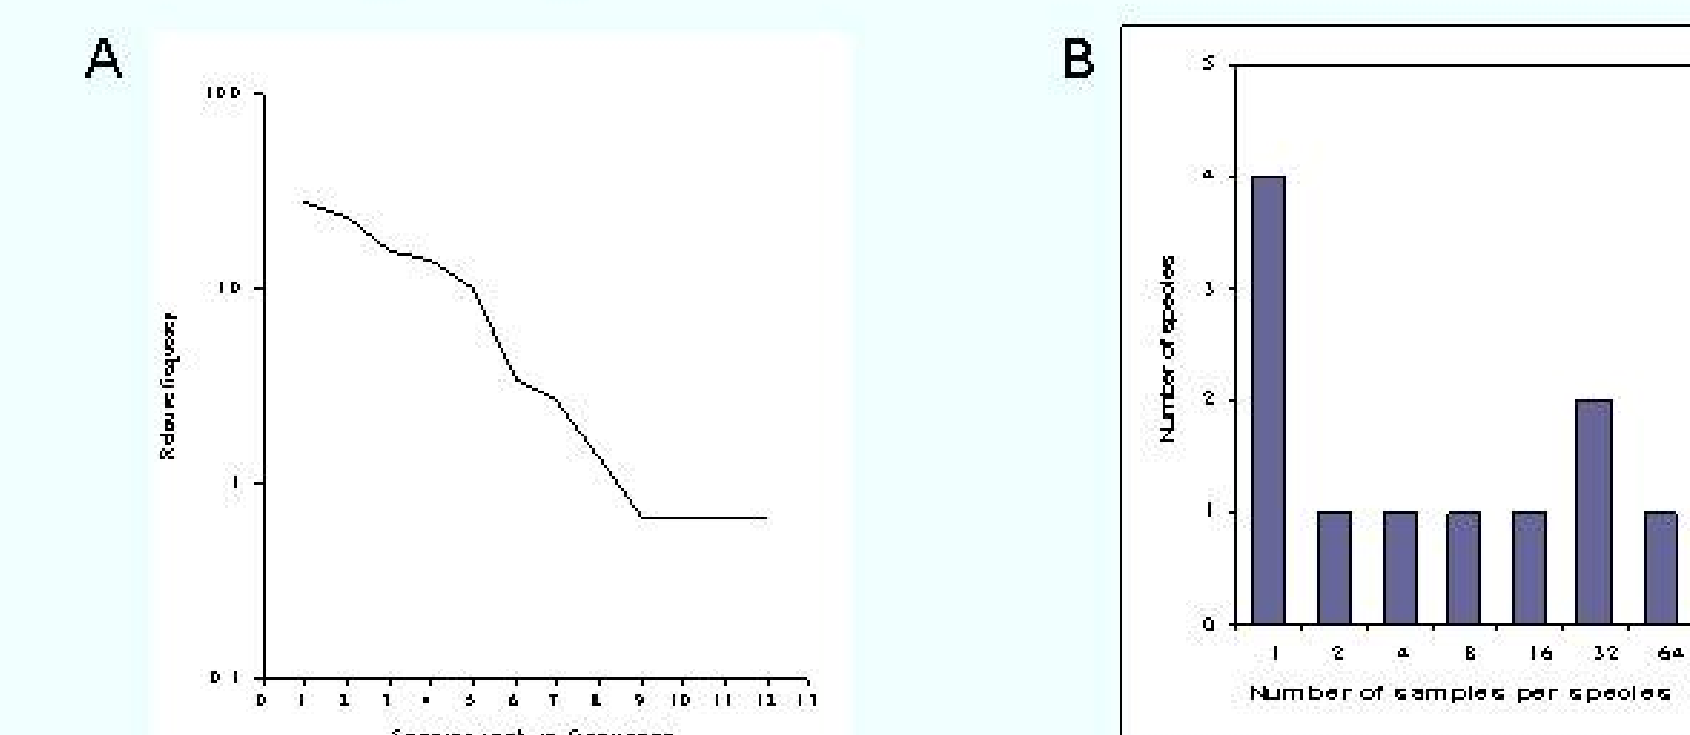 A
100
10
1
0.1
0 1 2 3 4 5 6 7 8 9 10 11 12 13
Relative frequency
B
5
4
3
2
1
0
1 2 4 8 16 32 64
Number of species
Number of samples per species